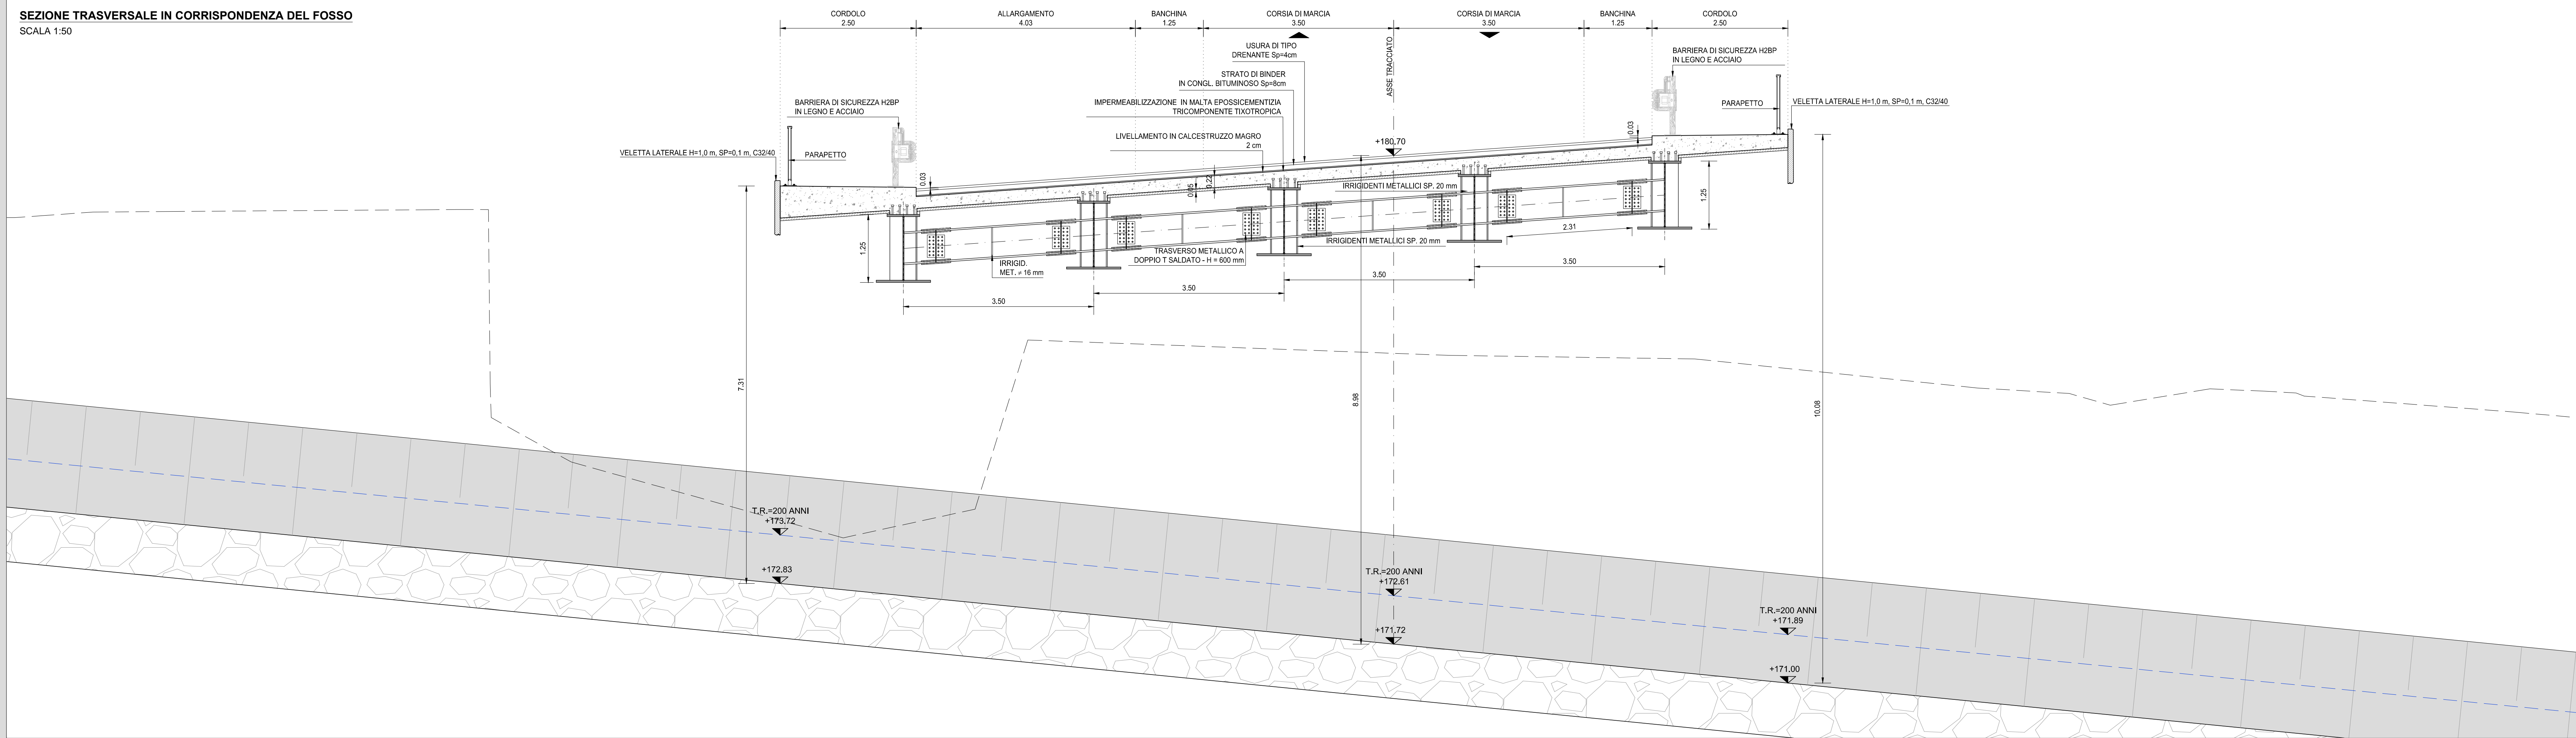 SEZIONE TRASVERSALE IN CORRISPONDENZA DEL FOSSO
SCALA 1:50
CORDOLO
2.50
ALLARGAMENTO
4.03
BANCHINA
1.25
CORSIA DI MARCIA
3.50
CORSIA DI MARCIA
3.50
BANCHINA
1.25
CORDOLO
2.50
ASSE TRACCIATO
USURA DI TIPO
DRENANTE Sp=4cm
STRATO DI BINDER
IN CONGL. BITUMINOSO Sp=8cm
IMPERMEABILIZZAZIONE IN MALTA EPOSSICEMENTIZIA
TRICOMPONENTE TIXOTROPICA
LIVELLAMENTO IN CALCESTRUZZO MAGRO
2 cm
BARRIERA DI SICUREZZA H2BP
IN LEGNO E ACCIAIO
BARRIERA DI SICUREZZA H2BP
IN LEGNO E ACCIAIO
PARAPETTO
VELETTA LATERALE H=1,0 m, SP=0,1 m, C32/40
VELETTA LATERALE H=1,0 m, SP=0,1 m, C32/40
PARAPETTO
+180.70
0.03
0.03
0.05
0.22
IRRIGIDENTI METALLICI SP. 20 mm
IRRIGIDENTI METALLICI SP. 20 mm
TRASVERSO METALLICO A
DOPPIO T SALDATO - H = 600 mm
IRRIGID.
MET. ≠ 16 mm
1.25
1.25
2.31
3.50
3.50
3.50
3.50
7.31
8.98
10.08
T.R.=200 ANNI
+173.72
+172.83
T.R.=200 ANNI
+172.61
+171.72
T.R.=200 ANNI
+171.89
+171.00